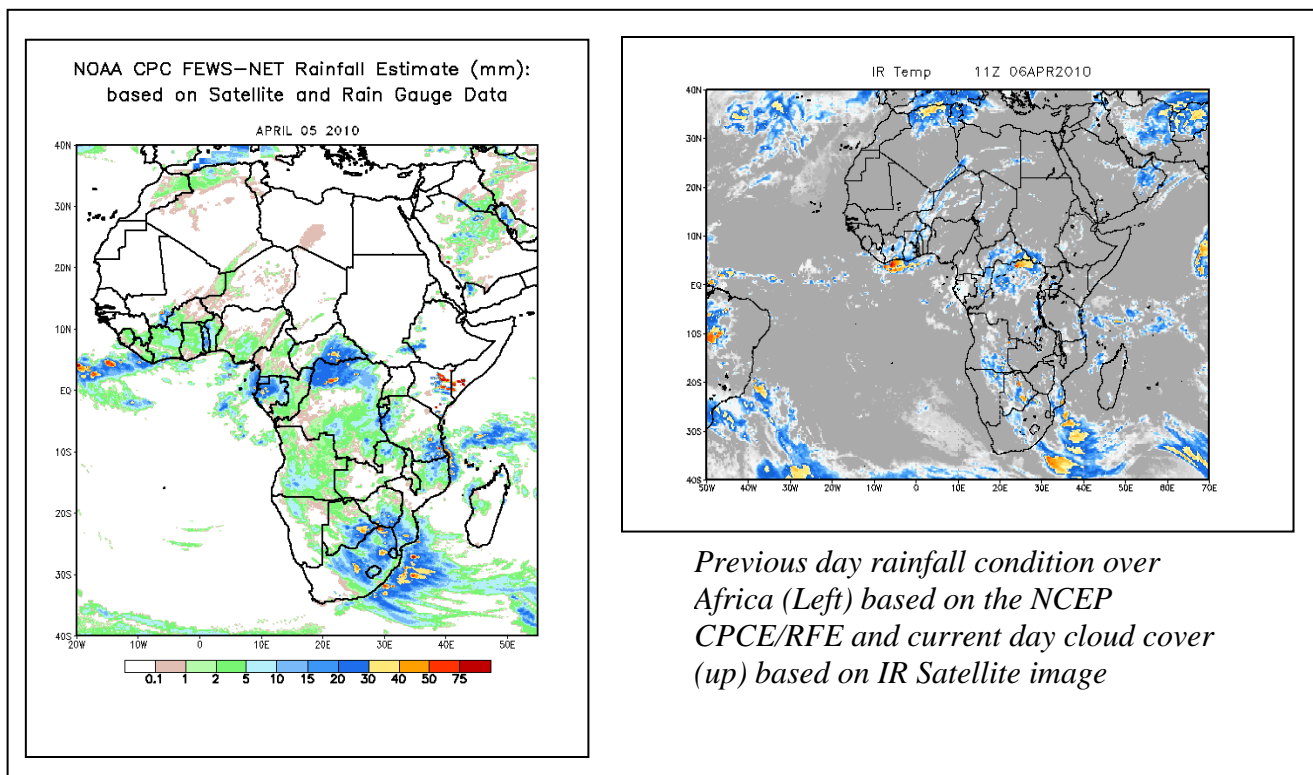 NOAA CPC FEWS-NET Rainfall Estimate (mm):
based on Satellite and Rain Gauge Data
APRIL 05 2010
40N
30N
20N
10N
EQ
10S
20S
30S
40S
20W 10W 0 10E 20E 30E 40E 50E
0.1 1 2 5 10 15 20 30 40 50 75
IR Temp 11Z 06APR2010
40N
30N
20N
10N
EQ
10S
20S
30S
40S
50W 40W 30W 20W 10W 0 10E 20E 30E 40E 50E 60E 70E
Previous day rainfall condition over
Africa (Left) based on the NCEP
CPCE/RFE and current day cloud cover
(up) based on IR Satellite image